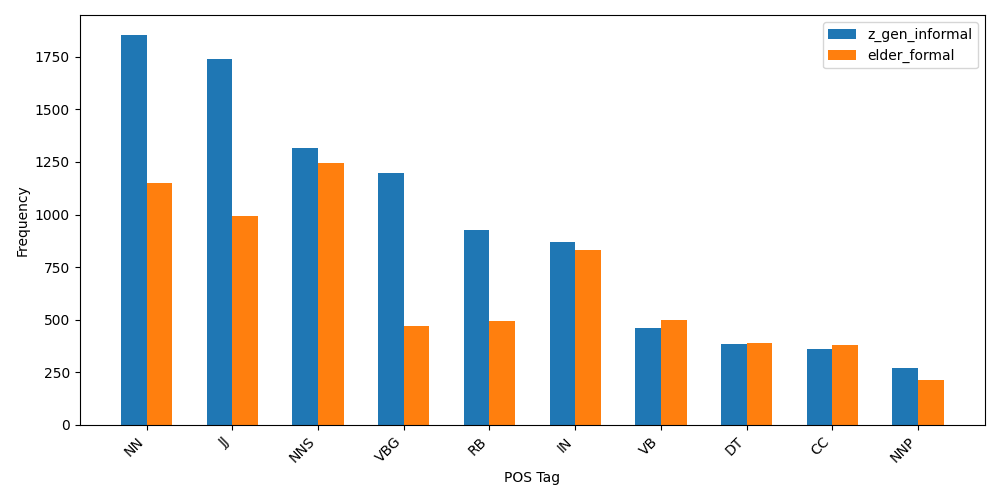 z_gen_informal
elder_formal
1750
1500
1250
1000
750
500
250
0
Frequency
NN
JJ
NNS
VBG
RB
IN
VB
DT
CC
NNP
POS Tag